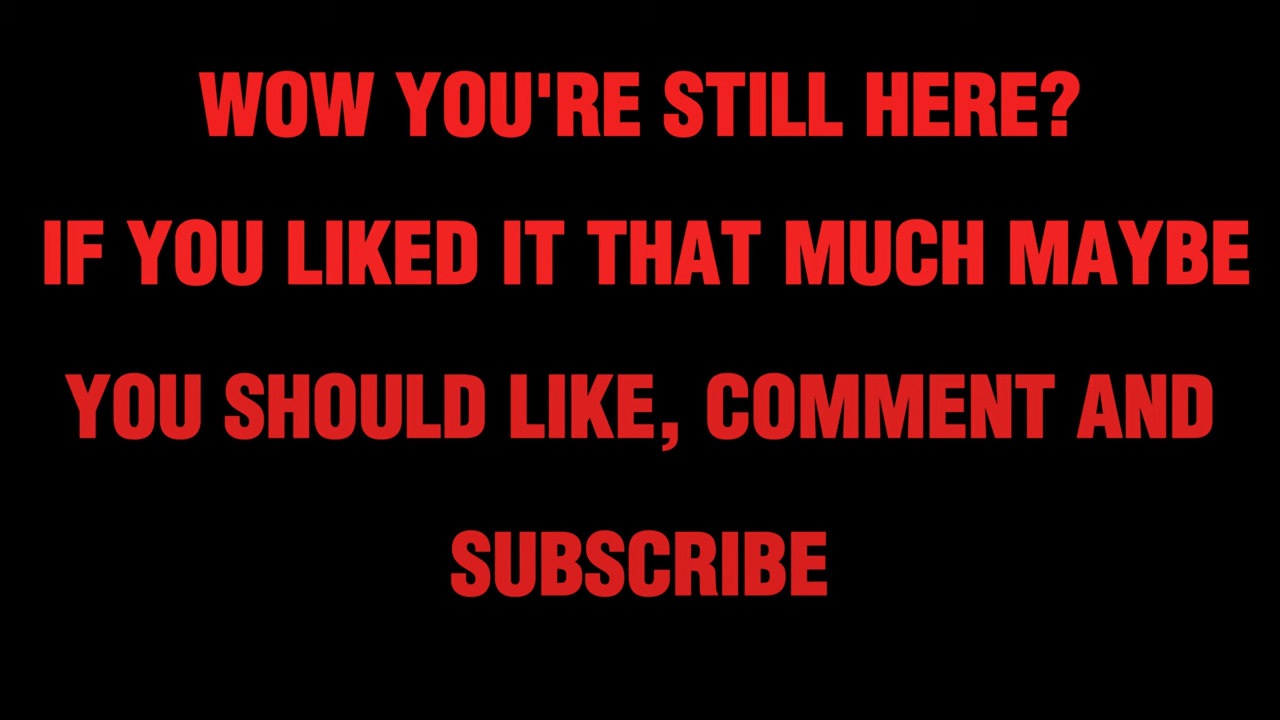 WOW YOU'RE STILL HERE?
IF YOU LIKED IT THAT MUCH MAYBE
YOU SHOULD LIKE, COMMENT AND
SUBSCRIBE